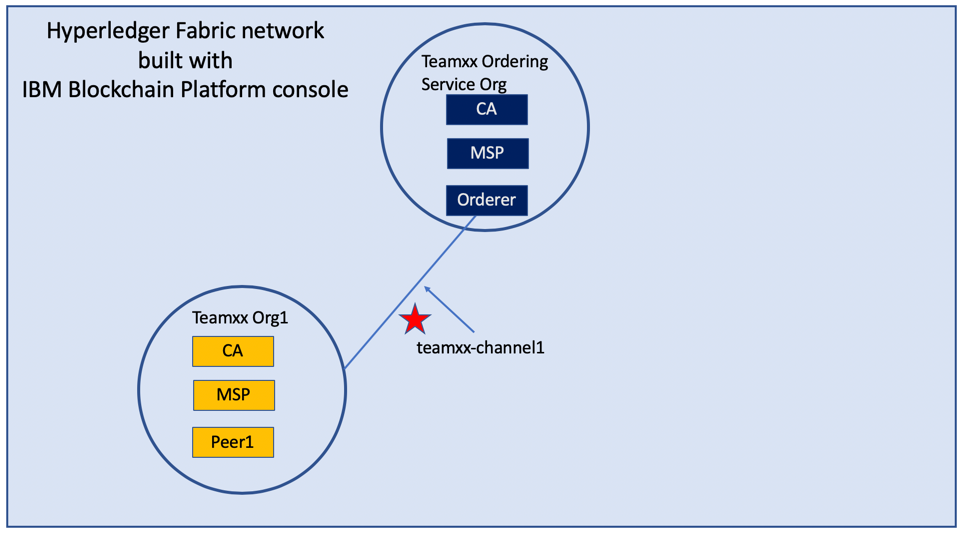 Hyperledger Fabric network
built with
IBM Blockchain Platform console
Teamxx Ordering
Service Org
CA
MSP
Orderer
Teamxx Org1
CA
MSP
Peer1
teamxx-channel1